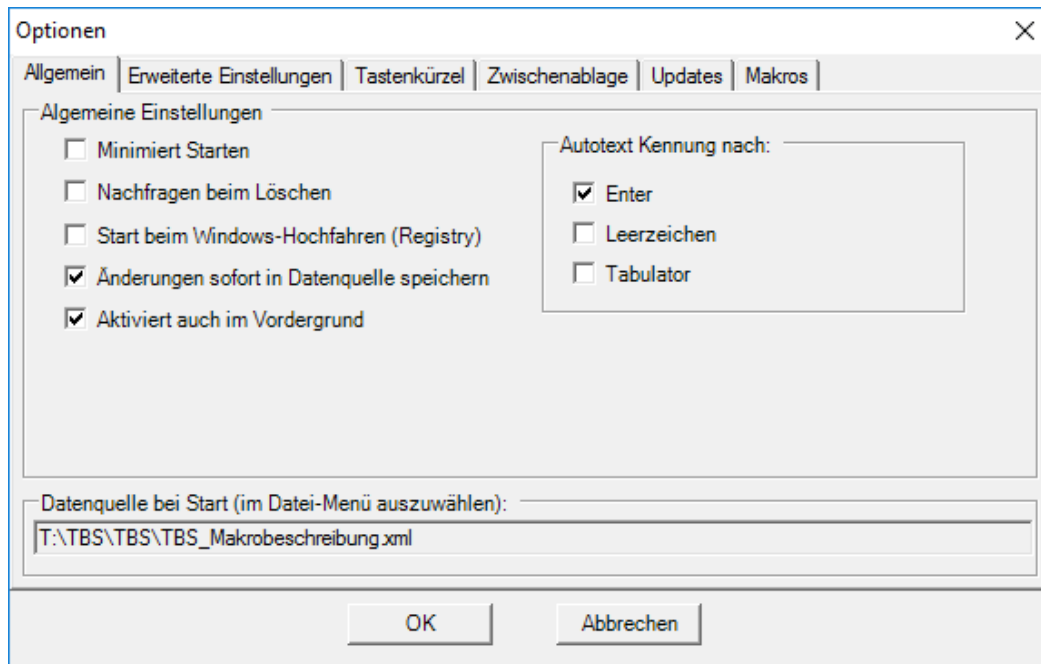 Optionen
Allgemein Erweiterte Einstellungen Tastenkürzel Zwischenablage Updates Makros
Algemeine Einstellungen
Minimiert Starten
Nachfragen beim Löschen
Start beim Windows-Hochfahren (Registry)
Änderungen sofort in Datenquelle speichern
Aktiviert auch im Vordergrund
Autotext Kennung nach:
Enter
Leerzeichen
Tabulator
Datenquelle bei Start (im Datei-Menü auszuwählen):
T:\TBS\TBS\TBS_Makrobeschreibung.xml
OK Abbrechen